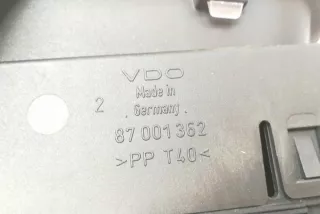 VDO
Made in
2
. Germany .
87 001 362
>PP T40<